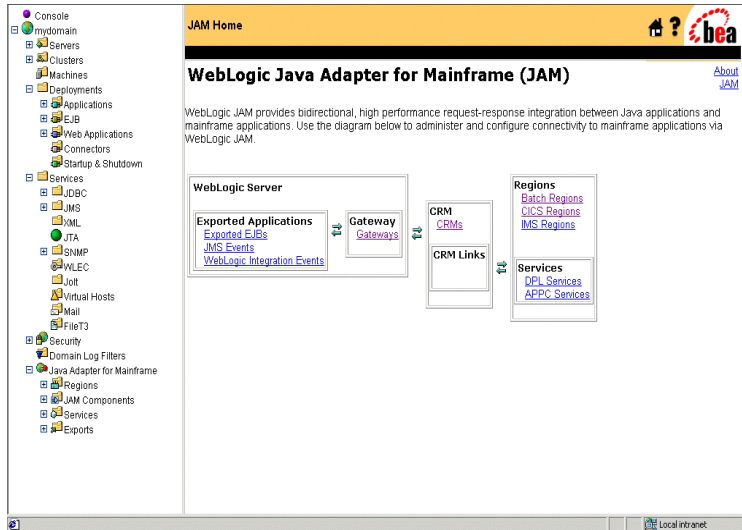 Console
mydomain
Servers
Clusters
Machines
Deployments
Applications
EJB
Web Applications
Connectors
Startup & Shutdown
Services
JDBC
JMS
XML
JTA
SNMP
WLEC
Jolt
Virtual Hosts
Mail
FileT3
Security
Domain Log Filters
Java Adapter for Mainframe
Regions
JAM Components
Services
Exports
JAM Home
?
bea
WebLogic Java Adapter for Mainframe (JAM)
About
JAM
WebLogic JAM provides bidirectional, high performance request-response integration between Java applications and
mainframe applications. Use the diagram below to administer and configure connectivity to mainframe applications via
WebLogic JAM.
WebLogic Server
Exported Applications
Exported EJBs
JMS Events
WebLogic Integration Events
Gateway
Gateways
CRM
CRMs
CRM Links
Regions
Batch Regions
CICS Regions
IMS Regions
Services
DPL Services
APPC Services
Local intranet